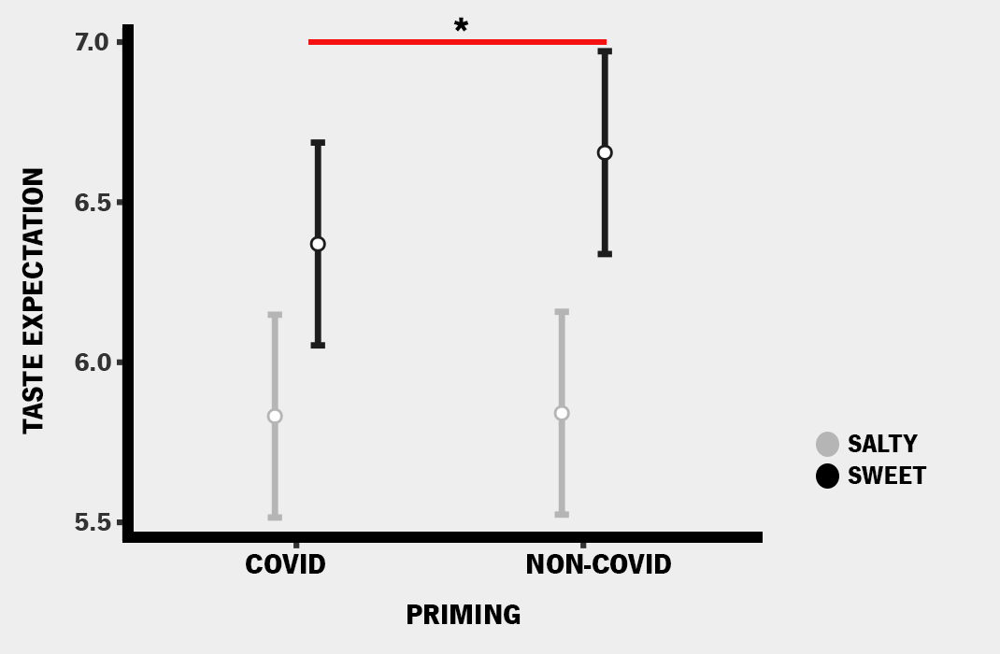 *
7.0
6.5
6.0
5.5
TASTE EXPECTATION
COVID
NON-COVID
PRIMING
SALTY
SWEET